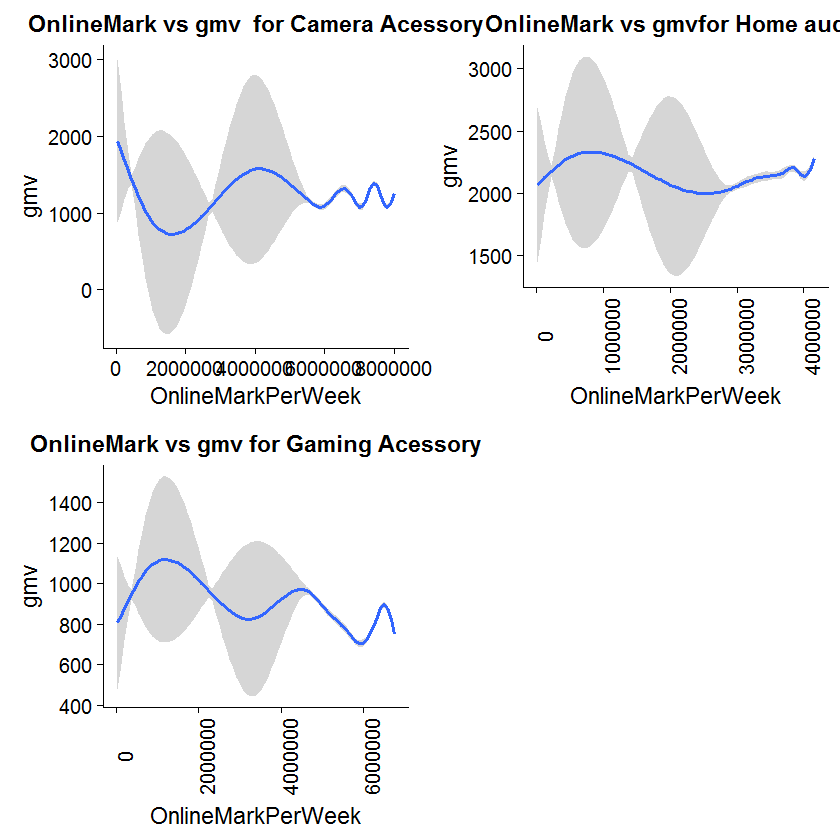 OnlineMark vs gmv  for Camera Acessory
3000
2000
1000
0
gmv
0 2000000 4000000 6000000 8000000
OnlineMarkPerWeek
OnlineMark vs gmvfor Home aud
3000
2500
2000
1500
gmv
0 1000000 2000000 3000000 4000000
OnlineMarkPerWeek
OnlineMark vs gmv for Gaming Acessory
1400
1200
1000
800
600
400
gmv
0 2000000 4000000 6000000
OnlineMarkPerWeek